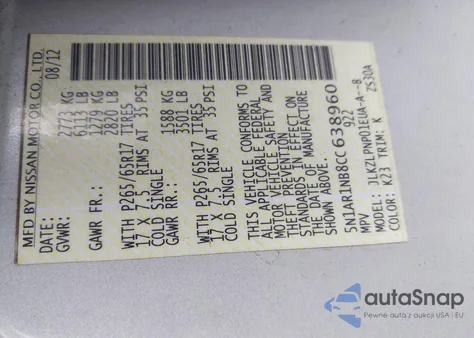 MFD BY NISSAN MOTOR CO., LTD.
DATE: 08/12
GVWR: 2773 KG
6113 LB
GAWR FR.: 1279 KG
2820 LB
WITH P265/65R17 TIRES
17 X 7.5 RIMS AT 35 PSI
COLD SINGLE
GAWR RR.: 1588 KG
3501 LB
WITH P265/65R17 TIRES
17 X 7.5 RIMS AT 35 PSI
COLD SINGLE
THIS VEHICLE CONFORMS TO
ALL APPLICABLE FEDERAL
MOTOR VEHICLE SAFETY AND
THEFT PREVENTION
STANDARDS IN EFFECT ON
THE DATE OF MANUFACTURE
SHOWN ABOVE.
5N1AR1NB8CC638960
MPV 922
MODEL: JLKZLPNP01EUA-A--B
COLOR: K23 TRIM: K ZS30A
autoSnap
Pewne auta z aukcji USA i EU